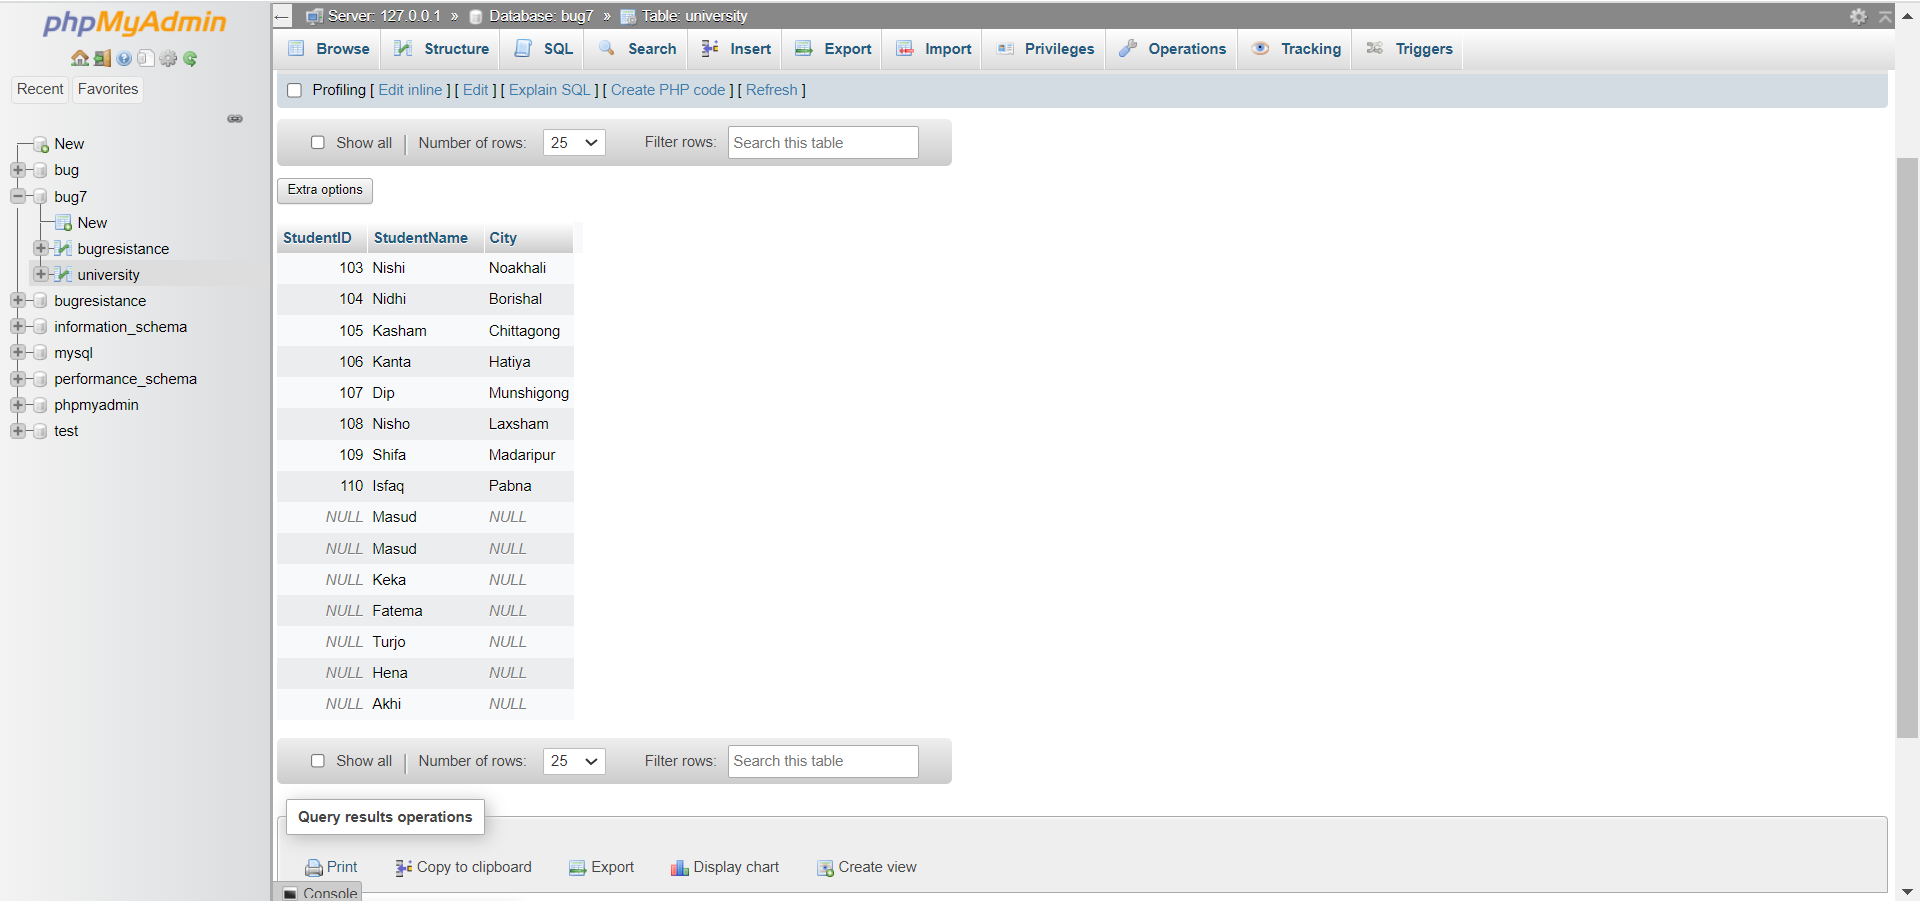 phpMyAdmin
Recent Favorites
New
bug
bug7
New
bugresistance
university
bugresistance
information_schema
mysql
performance_schema
phpmyadmin
test
← Server: 127.0.0.1 » Database: bug7 » Table: university
Browse Structure SQL Search Insert Export Import Privileges Operations Tracking Triggers
Profiling [ Edit inline ] [ Edit ] [ Explain SQL ] [ Create PHP code ] [ Refresh ]
Show all | Number of rows: 25 Filter rows: Search this table
Extra options
StudentID StudentName City
103 Nishi Noakhali
104 Nidhi Borishal
105 Kasham Chittagong
106 Kanta Hatiya
107 Dip Munshigong
108 Nisho Laxsham
109 Shifa Madaripur
110 Isfaq Pabna
NULL Masud NULL
NULL Masud NULL
NULL Keka NULL
NULL Fatema NULL
NULL Turjo NULL
NULL Hena NULL
NULL Akhi NULL
Show all | Number of rows: 25 Filter rows: Search this table
Query results operations
Print Copy to clipboard Export Display chart Create view
Console